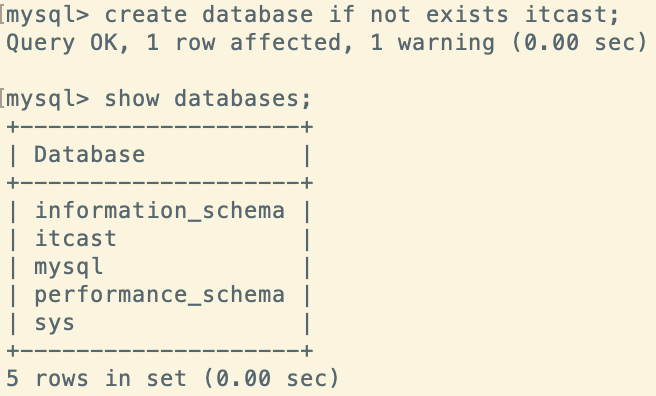 [mysql> create database if not exists itcast;
Query OK, 1 row affected, 1 warning (0.00 sec)

[mysql> show databases;
+--------------------+
| Database           |
+--------------------+
| information_schema |
| itcast             |
| mysql              |
| performance_schema |
| sys                |
+--------------------+
5 rows in set (0.00 sec)